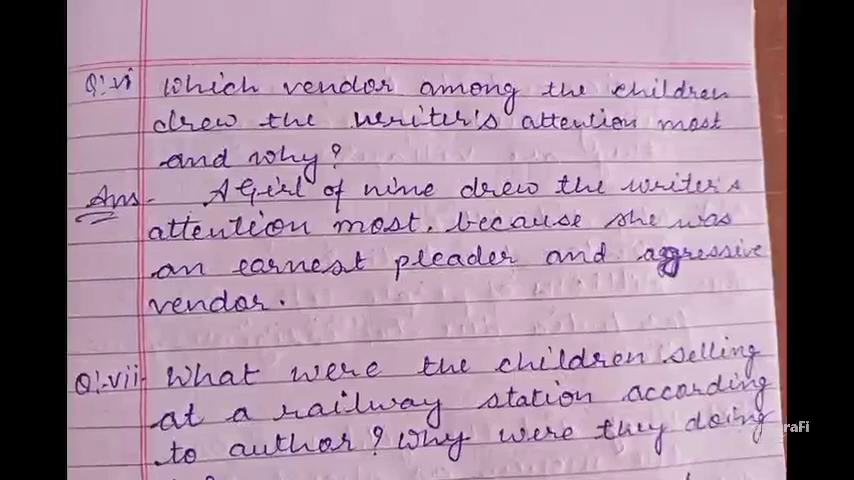 Q:vi Which vendor among the children
drew the writer's attention most
and why?
Ans- A Girl of nine drew the writer's
attention most, because she was
an earnest pleader and aggressive
vendor.
Q:-vii- What were the children selling
at a railway station according
to author? Why were they doing
raFi